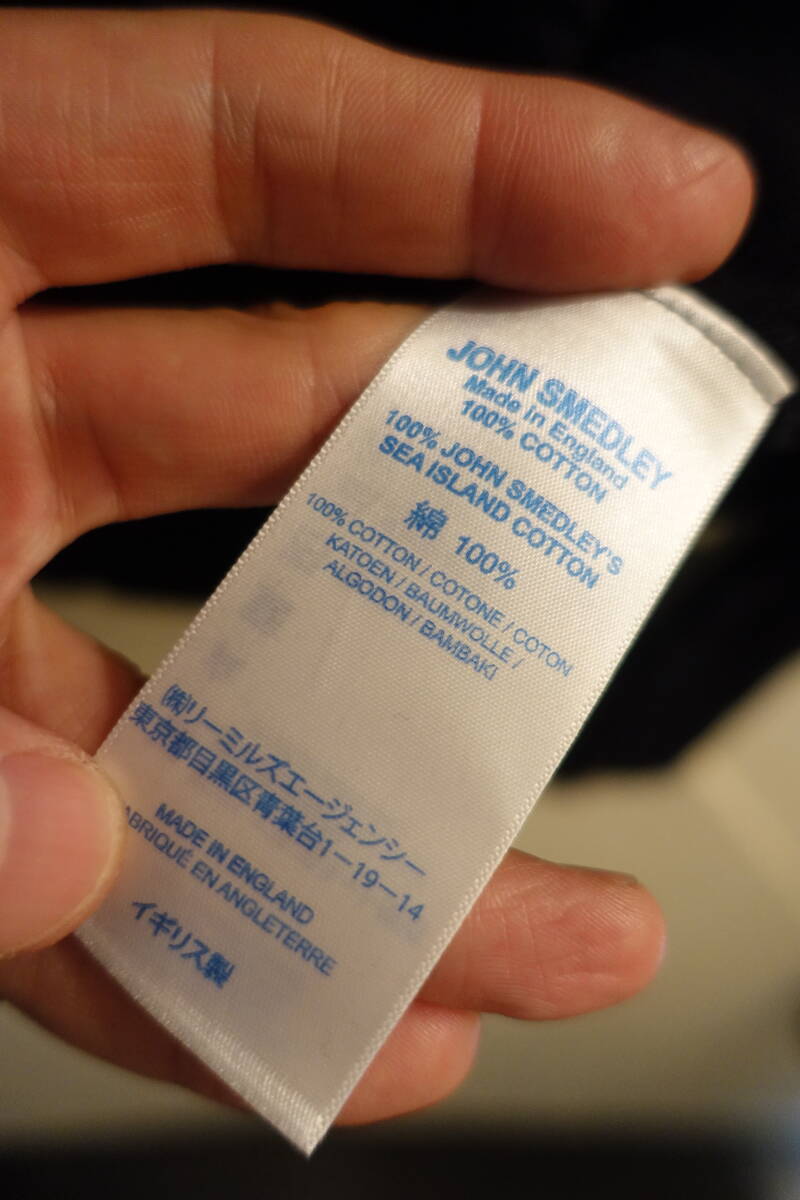 JOHN SMEDLEY
Made in England
100% COTTON
100% JOHN SMEDLEY'S
SEA ISLAND COTTON
綿 100%
100% COTTON / COTONE / COTON
KATOEN / BAUMWOLLE /
ALGODON / BAMBAKI
㈱リーミルズエージェンシー
東京都目黒区青葉台1-19-14
MADE IN ENGLAND
FABRIQUÉ EN ANGLETERRE
イギリス製